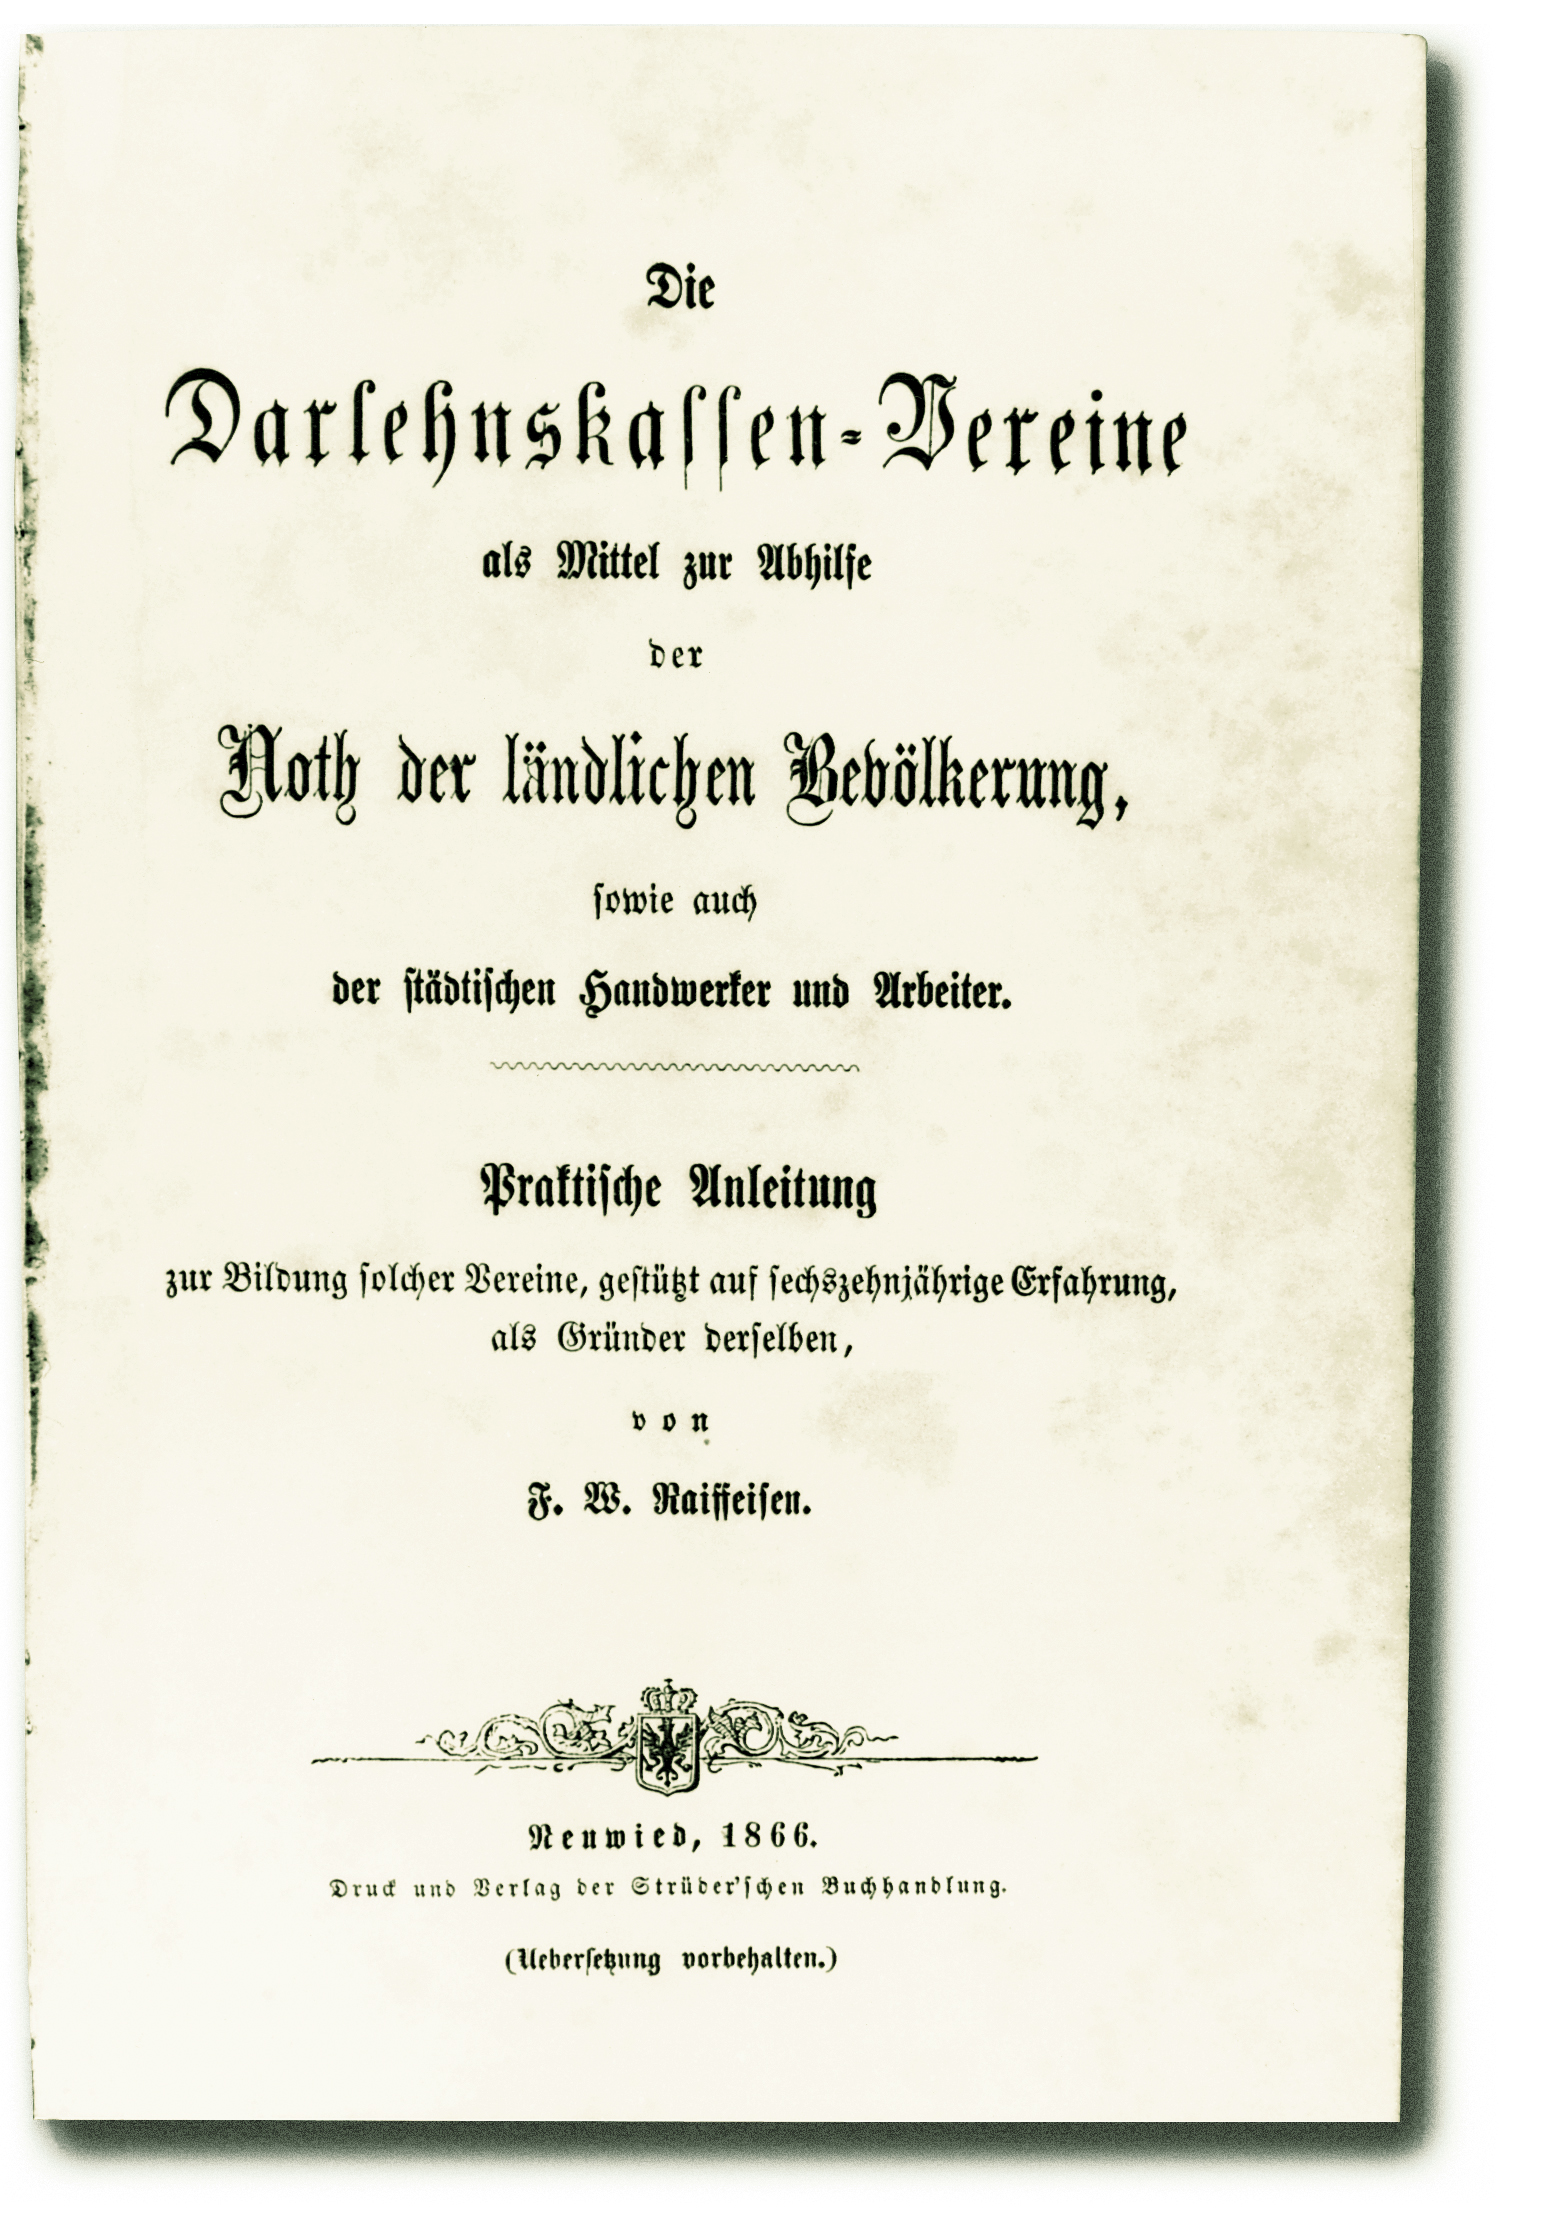 Die
Darlehnskassen-Vereine
als Mittel zur Abhilfe
der
Noth der ländlichen Bevölkerung,
sowie auch
der städtischen Handwerker und Arbeiter.
Praktische Anleitung
zur Bildung solcher Vereine, gestützt auf sechszehnjährige Erfahrung,
als Gründer derselben,
von
F. W. Raiffeisen.
Neuwied, 1866.
Druck und Verlag der Strüder'schen Buchhandlung.
(Uebersetzung vorbehalten.)